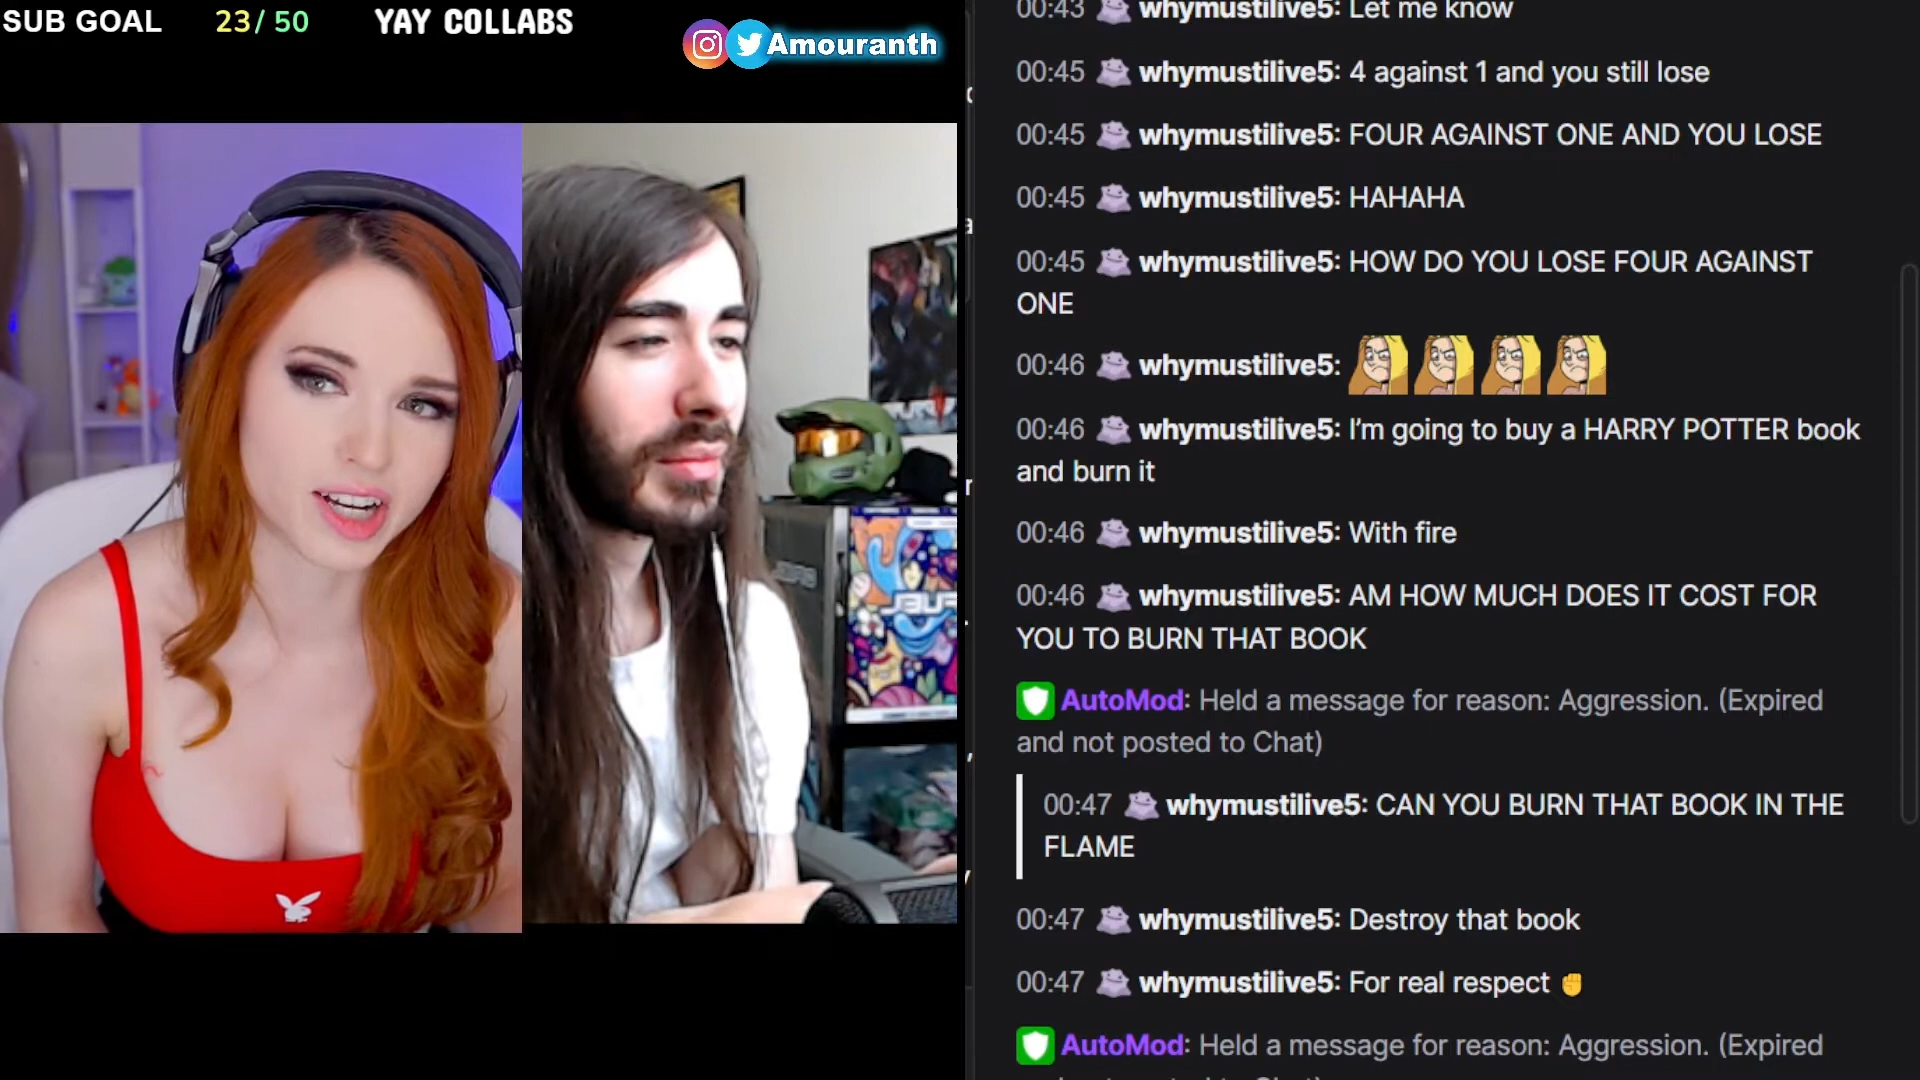 SUB GOAL 23/ 50 YAY COLLABS
Amouranth
00:43 whymustilive5: Let me know
00:45 whymustilive5: 4 against 1 and you still lose
00:45 whymustilive5: FOUR AGAINST ONE AND YOU LOSE
00:45 whymustilive5: HAHAHA
00:45 whymustilive5: HOW DO YOU LOSE FOUR AGAINST
ONE
00:46 whymustilive5:
00:46 whymustilive5: I'm going to buy a HARRY POTTER book
and burn it
00:46 whymustilive5: With fire
00:46 whymustilive5: AM HOW MUCH DOES IT COST FOR
YOU TO BURN THAT BOOK
AutoMod: Held a message for reason: Aggression. (Expired
and not posted to Chat)
00:47 whymustilive5: CAN YOU BURN THAT BOOK IN THE
FLAME
00:47 whymustilive5: Destroy that book
00:47 whymustilive5: For real respect ✊
AutoMod: Held a message for reason: Aggression. (Expired